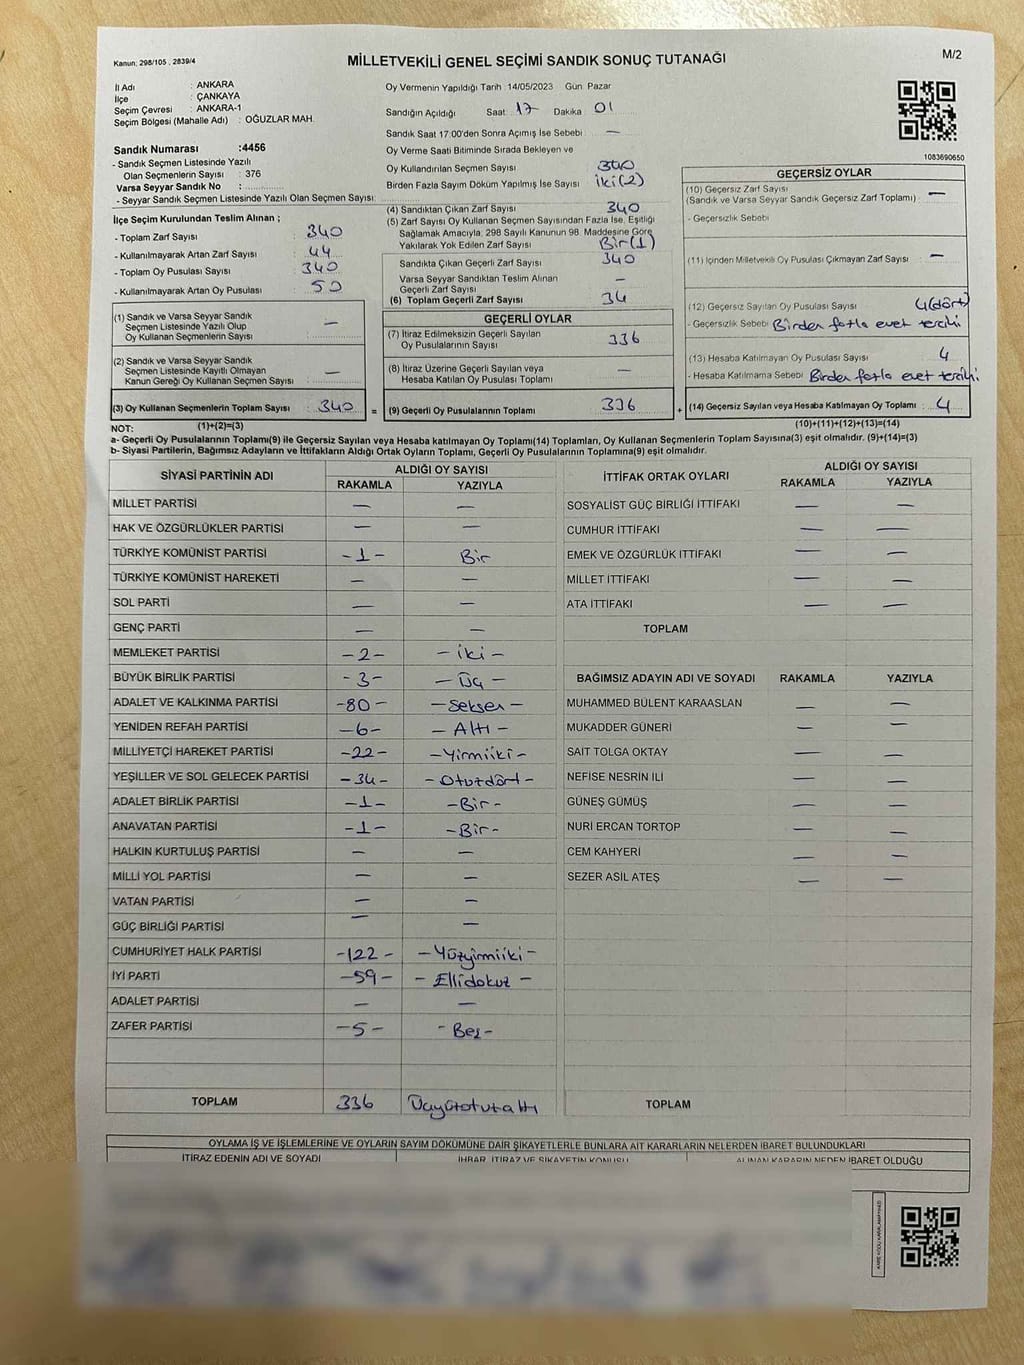 Kanun: 298/105 , 2839/4
MİLLETVEKİLİ GENEL SEÇİMİ SANDIK SONUÇ TUTANAĞI
M/2
İl Adı : ANKARA
İlçe : ÇANKAYA
Seçim Çevresi : ANKARA-1
Seçim Bölgesi (Mahalle Adı) : OĞUZLAR MAH.
Oy Vermenin Yapıldığı Tarih :14/05/2023 Gün :Pazar
Sandığın Açıldığı Saat: 17 Dakika : 01
Sandık Saat 17:00'den Sonra Açımış İse Sebebi : —
Oy Verme Saati Bitiminde Sırada Bekleyen ve
Oy Kullandırılan Seçmen Sayısı : 340
Birden Fazla Sayım Döküm Yapılmış İse Sayısı : iki(2)
Sandık Numarası :4456
- Sandık Seçmen Listesinde Yazılı
Olan Seçmenlerin Sayısı : 376
Varsa Seyyar Sandık No :
- Seyyar Sandık Seçmen Listesinde Yazılı Olan Seçmen Sayısı:
İlçe Seçim Kurulundan Teslim Alınan ;
- Toplam Zarf Sayısı : 340
- Kullanılmayarak Artan Zarf Sayısı : 44
- Toplam Oy Pusulası Sayısı : 340
- Kullanılmayarak Artan Oy Pusulası : 50
(1) Sandık ve Varsa Seyyar Sandık
Seçmen Listesinde Yazılı Olup
Oy Kullanan Seçmenlerin Sayısı : —
(2) Sandık ve Varsa Seyyar Sandık
Seçmen Listesinde Kayıtlı Olmayan
Kanun Gereği Oy Kullanan Seçmen Sayısı : —
(3) Oy Kullanan Seçmenlerin Toplam Sayısı : 340 =
(4) Sandıktan Çıkan Zarf Sayısı : 340
(5) Zarf Sayısı Oy Kullanan Seçmen Sayısından Fazla İse, Eşitliği
Sağlamak Amacıyla, 298 Sayılı Kanunun 98. Maddesine Göre
Yakılarak Yok Edilen Zarf Sayısı : Bir(1)
Sandıkta Çıkan Geçerli Zarf Sayısı : 340
Varsa Seyyar Sandıktan Teslim Alınan
Geçerli Zarf Sayısı : —
(6) Toplam Geçerli Zarf Sayısı : 34
GEÇERLİ OYLAR
(7) İtiraz Edilmeksizin Geçerli Sayılan
Oy Pusulalarının Sayısı : 336
(8) İtiraz Üzerine Geçerli Sayılan veya
Hesaba Katılan Oy Pusulası Toplamı : —
(9) Geçerli Oy Pusulalarının Toplamı : 336 +
1083690650
GEÇERSİZ OYLAR
(10) Geçersiz Zarf Sayısı
(Sandık ve Varsa Seyyar Sandık Geçersiz Zarf Toplamı) : —
- Geçersizlik Sebebi :
(11) İçinden Milletvekili Oy Pusulası Çıkmayan Zarf Sayısı : —
(12) Geçersiz Sayılan Oy Pusulası Sayısı : 4(dört)
- Geçersizlik Sebebi : Birden fazla evet tercihi
(13) Hesaba Katılmayan Oy Pusulası Sayısı : 4
- Hesaba Katılmama Sebebi : Birden fazla evet tercihi
(14) Geçersiz Sayılan veya Hesaba Katılmayan Oy Toplamı : 4
NOT: (1)+(2)=(3)
(10)+(11)+(12)+(13)=(14)
a- Geçerli Oy Pusulalarının Toplamı(9) ile Geçersiz Sayılan veya Hesaba katılmayan Oy Toplamı(14) Toplamları, Oy Kullanan Seçmenlerin Toplam Sayısına(3) eşit olmalıdır. (9)+(14)=(3)
b- Siyasi Partilerin, Bağımsız Adayların ve İttifakların Aldığı Ortak Oyların Toplamı, Geçerli Oy Pusulalarının Toplamına(9) eşit olmalıdır.
SİYASİ PARTİNİN ADI ALDIĞI OY SAYISI
RAKAMLA YAZIYLA
MİLLET PARTİSİ — —
HAK VE ÖZGÜRLÜKLER PARTİSİ — —
TÜRKİYE KOMÜNİST PARTİSİ -1- Bir
TÜRKİYE KOMÜNİST HAREKETİ — —
SOL PARTİ — —
GENÇ PARTİ — —
MEMLEKET PARTİSİ -2- -iki-
BÜYÜK BİRLİK PARTİSİ -3- -Üç-
ADALET VE KALKINMA PARTİSİ -80- -Seksen-
YENİDEN REFAH PARTİSİ -6- -Altı-
MİLLİYETÇİ HAREKET PARTİSİ -22- -Yirmiiki-
YEŞİLLER VE SOL GELECEK PARTİSİ -34- -Otuzdört-
ADALET BİRLİK PARTİSİ -1- -Bir-
ANAVATAN PARTİSİ -1- -Bir-
HALKIN KURTULUŞ PARTİSİ — —
MİLLİ YOL PARTİSİ — —
VATAN PARTİSİ — —
GÜÇ BİRLİĞİ PARTİSİ — —
CUMHURİYET HALK PARTİSİ -122- -Yüzyirmiiki-
İYİ PARTİ -59- -Ellidokuz-
ADALET PARTİSİ — —
ZAFER PARTİSİ -5- -Beş-
TOPLAM 336 Üçyüzotuzaltı
İTTİFAK ORTAK OYLARI ALDIĞI OY SAYISI
RAKAMLA YAZIYLA
SOSYALİST GÜÇ BİRLİĞİ İTTİFAKI — —
CUMHUR İTTİFAKI — —
EMEK VE ÖZGÜRLÜK İTTİFAKI — —
MİLLET İTTİFAKI — —
ATA İTTİFAKI — —
TOPLAM
BAĞIMSIZ ADAYIN ADI VE SOYADI RAKAMLA YAZIYLA
MUHAMMED BÜLENT KARAASLAN — —
MUKADDER GÜNERİ — —
SAİT TOLGA OKTAY — —
NEFİSE NESRİN İLİ — —
GÜNEŞ GÜMÜŞ — —
NURİ ERCAN TORTOP — —
CEM KAHYERİ — —
SEZER ASIL ATEŞ — —
TOPLAM
OYLAMA İŞ VE İŞLEMLERİNE VE OYLARIN SAYIM DÖKÜMÜNE DAİR ŞİKAYETLERLE BUNLARA AİT KARARLARIN NELERDEN İBARET BULUNDUKLARI
İTİRAZ EDENİN ADI VE SOYADI İHBAR, İTİRAZ VE ŞİKAYETİN KONUSU ALINAN KARARIN NEDEN İBARET OLDUĞU